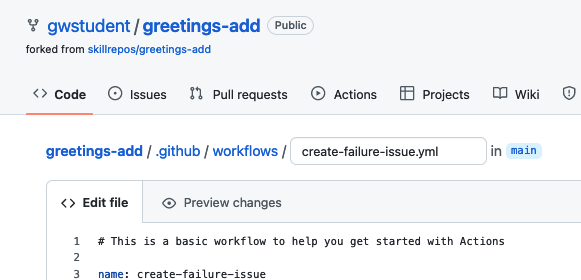 gwstudent / greetings-add Public
forked from skillrepos/greetings-add
Code Issues Pull requests Actions Projects Wiki
greetings-add / .github / workflows / create-failure-issue.yml in main
Edit file Preview changes
1 # This is a basic workflow to help you get started with Actions
2
3 name: create-failure-issue